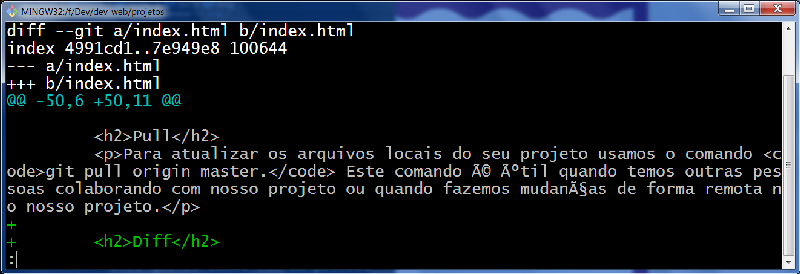 MINGW32:/f/Dev/dev-web/projetos
diff --git a/index.html b/index.html
index 4991cd1..7e949e8 100644
--- a/index.html
+++ b/index.html
@@ -50,6 +50,11 @@
<h2>Pull</h2>
<p>Para atualizar os arquivos locais do seu projeto usamos o comando <c
ode>git pull origin master.</code> Este comando Ã© Ãºtil quando temos outras pes
soas colaborando com nosso projeto ou quando fazemos mudanÃ§as de forma remota n
o nosso projeto.</p>
+
+ <h2>Diff</h2>
: